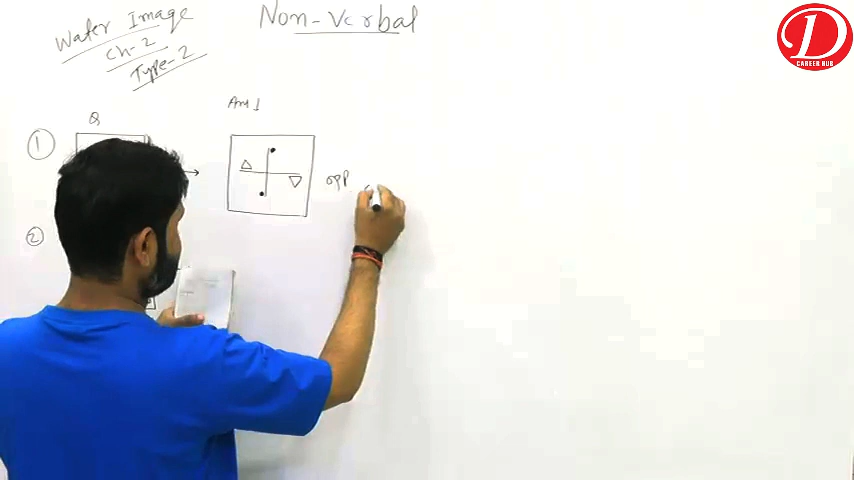 Water Image
Ch-2
Type-2
Non-Verbal
D
CAREER HUB
Q
Ans 1
1
opp
2